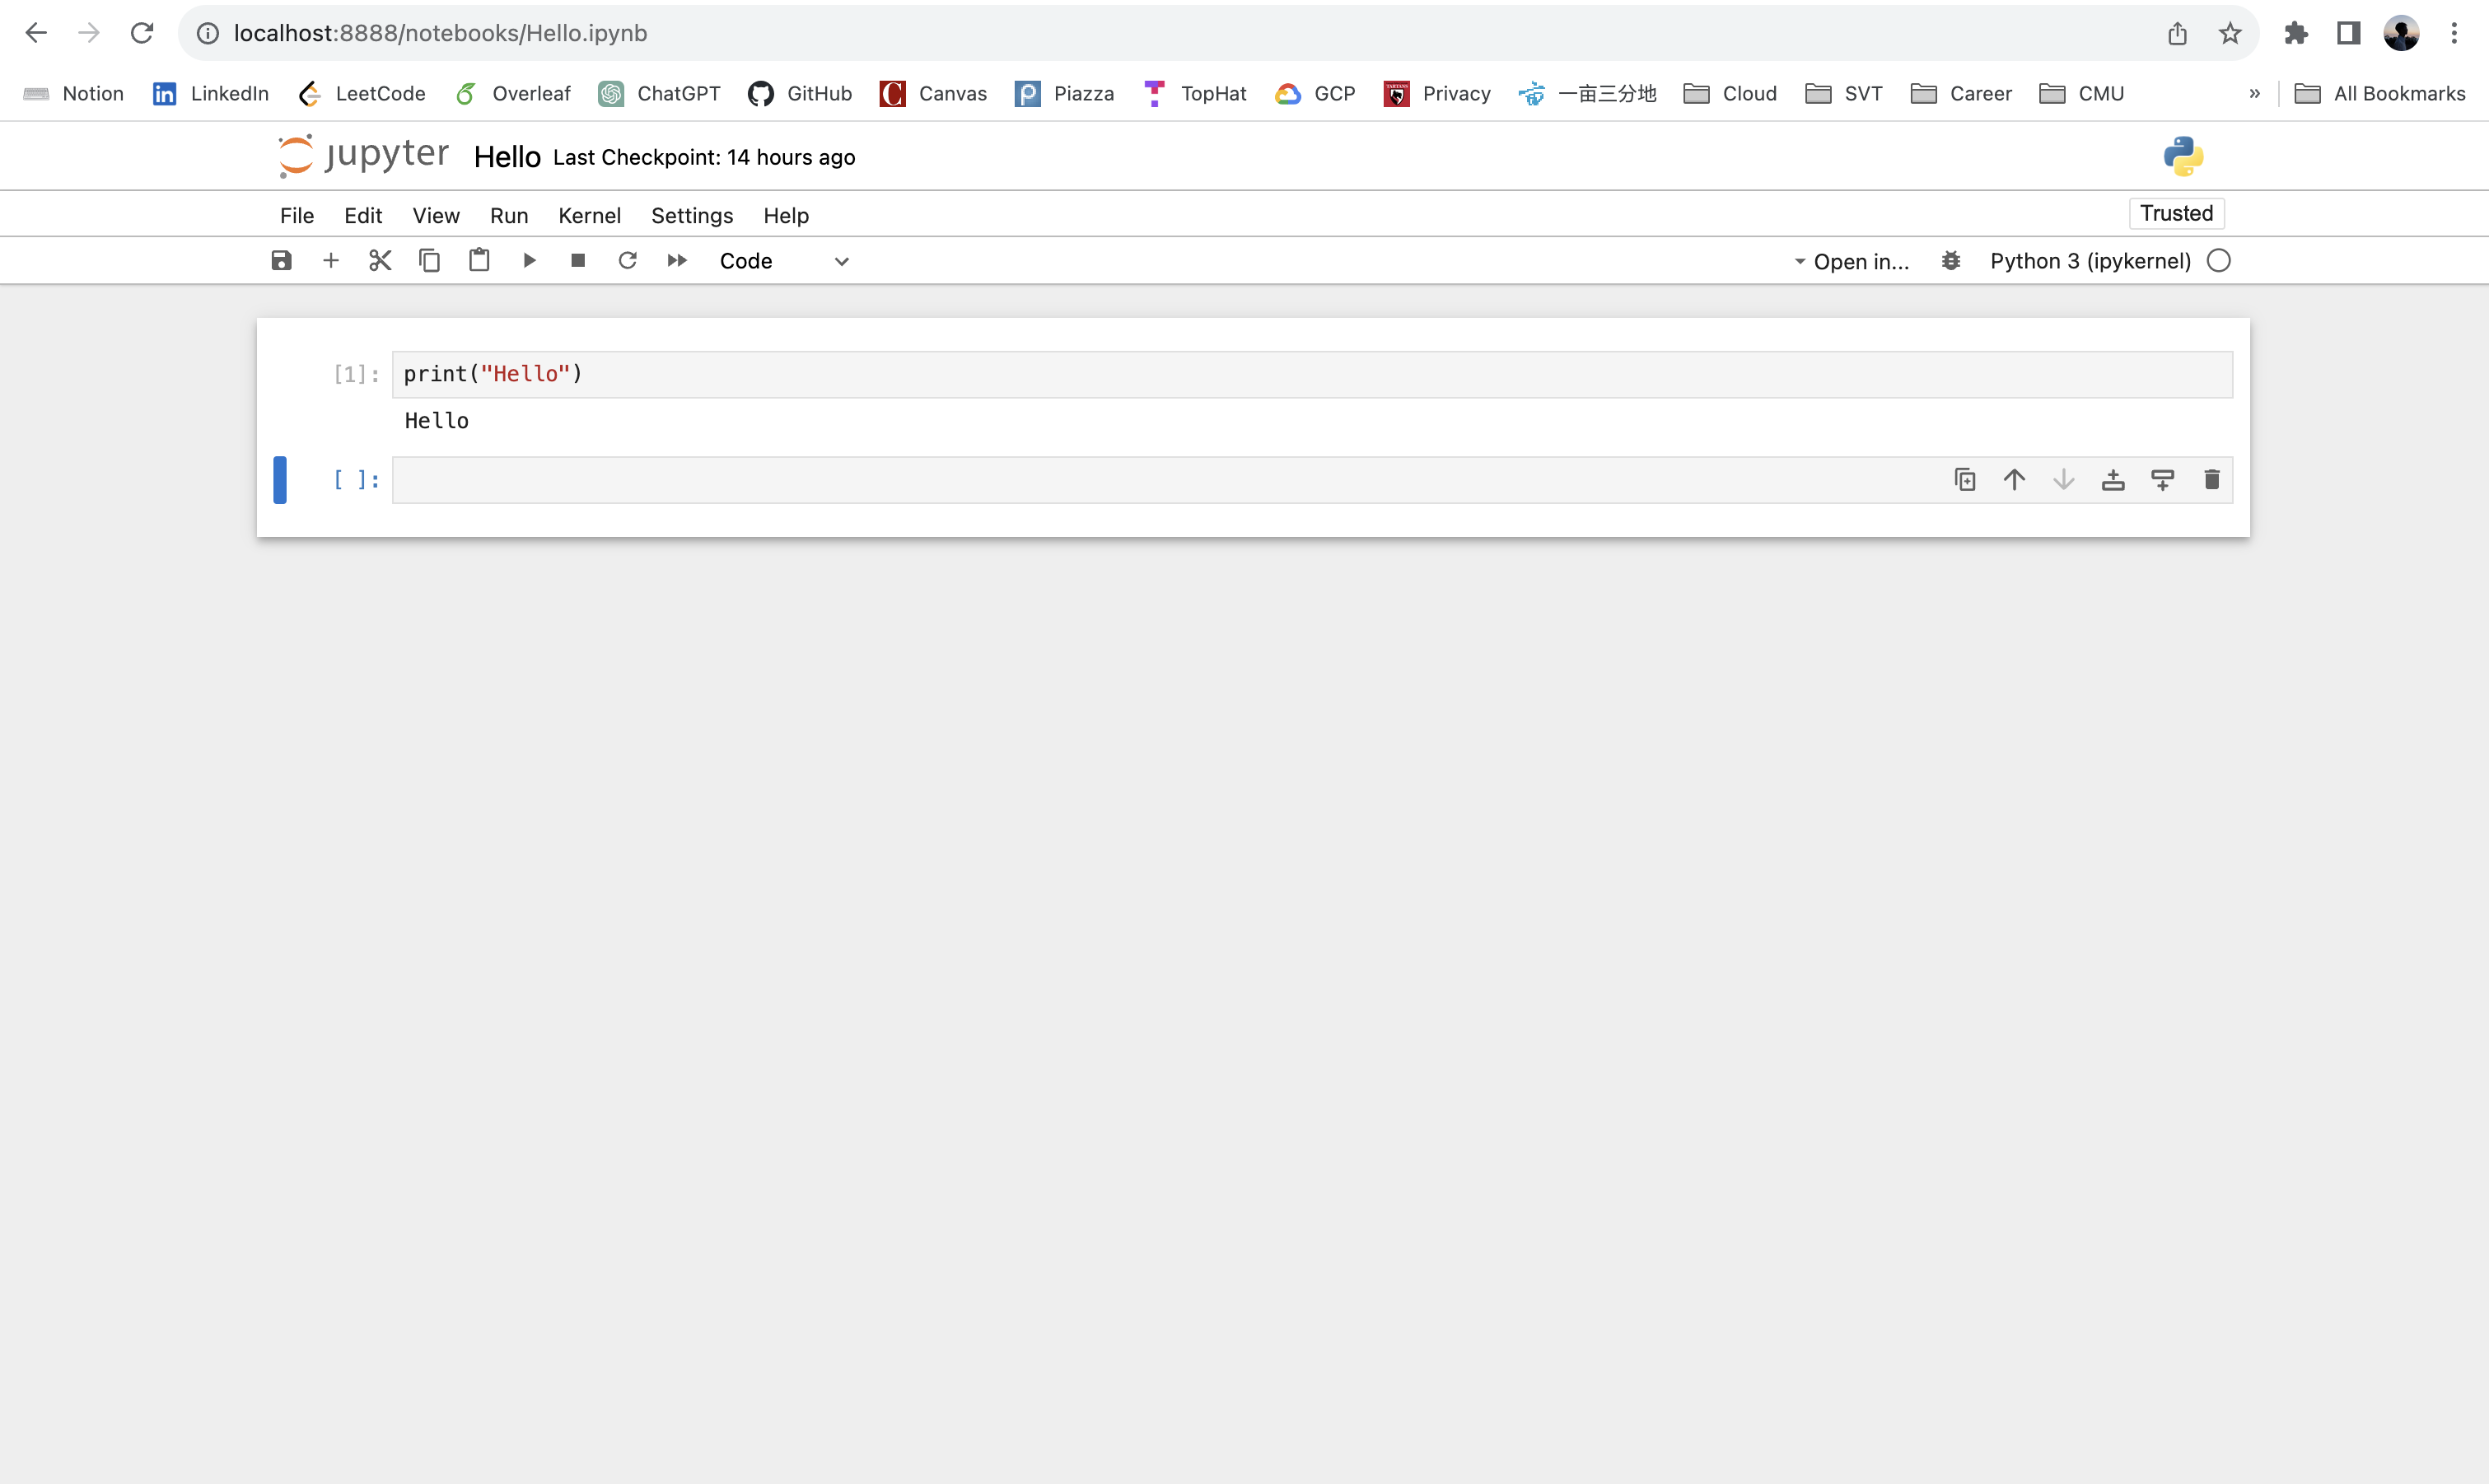 localhost:8888/notebooks/Hello.ipynb
Notion LinkedIn LeetCode Overleaf ChatGPT GitHub Canvas Piazza TopHat GCP Privacy 一亩三分地 Cloud SVT Career CMU » All Bookmarks
jupyter Hello Last Checkpoint: 14 hours ago
File Edit View Run Kernel Settings Help Trusted
Code Open in... Python 3 (ipykernel)
[1]: print("Hello")
Hello
[ ]: